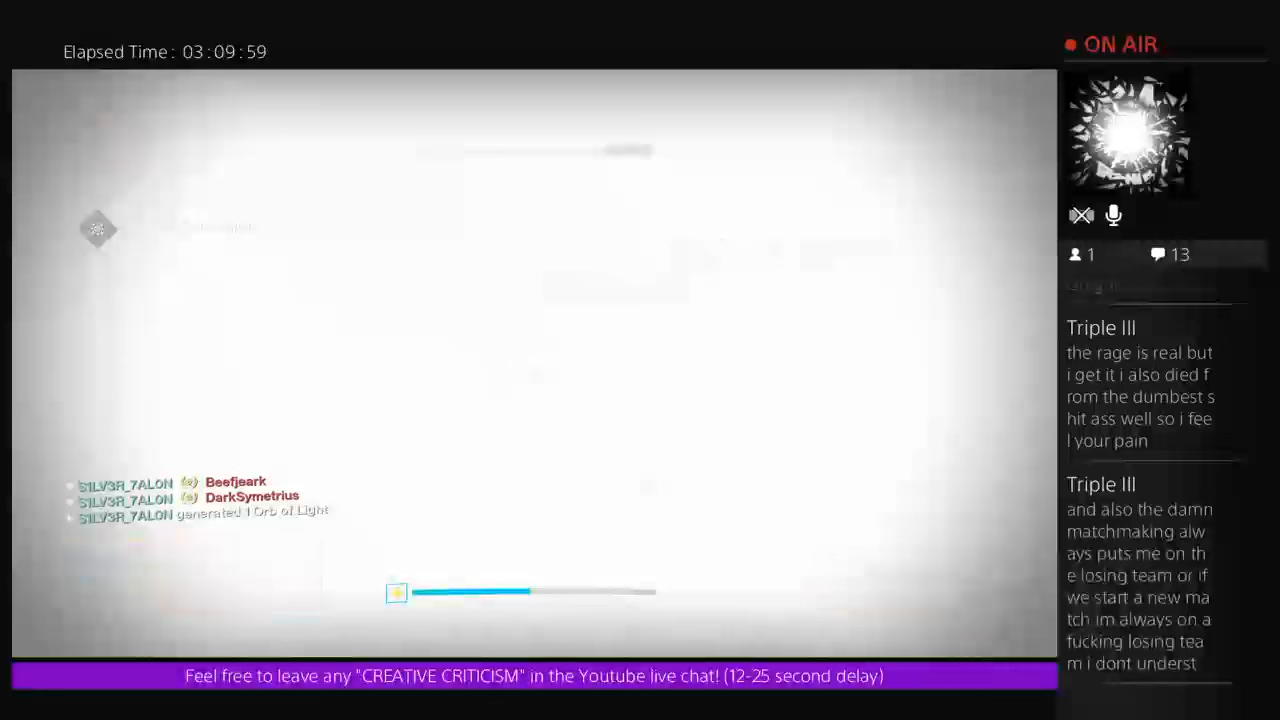 Elapsed Time: 03:09:59
ON AIR
1
13
Triple III
the rage is real but
i get it i also died f
rom the dumbest s
hit ass well so i fee
l your pain
Triple III
and also the damn
matchmaking alw
ays puts me on th
e losing team or if
we start a new ma
tch im always on a
fucking losing tea
m i dont underst
S1LV3R_7ALON Beefjeark
S1LV3R_7ALON DarkSymetrius
S1LV3R_7ALON generated 1 Orb of Light
Feel free to leave any "CREATIVE CRITICISM" in the Youtube live chat! (12-25 second delay)